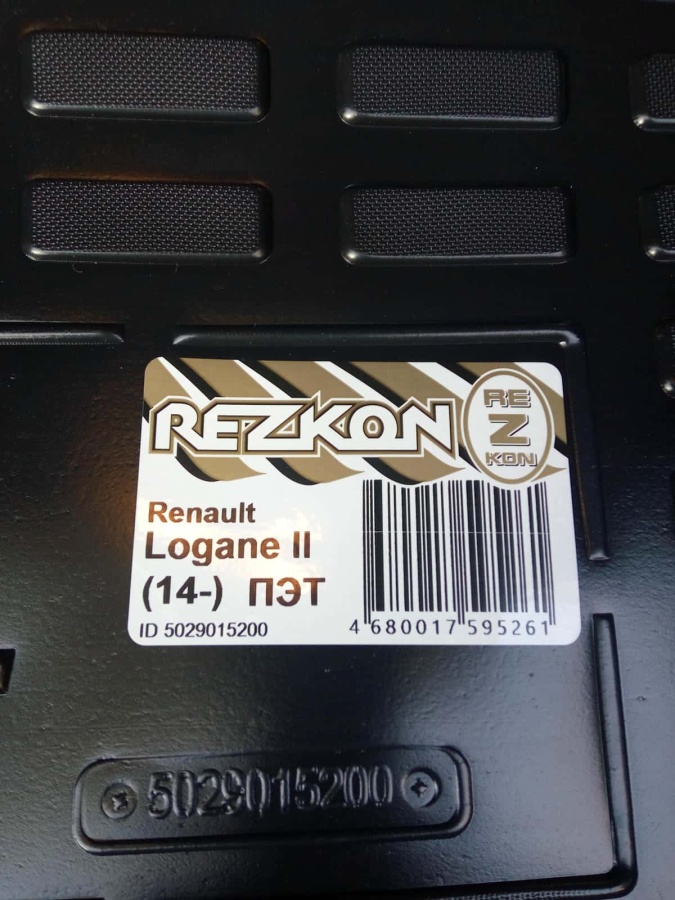 REZKON
RE
Z
KON
Renault
Logane II
(14-) ПЭТ
ID 5029015200
4 680017 595261
5029015200